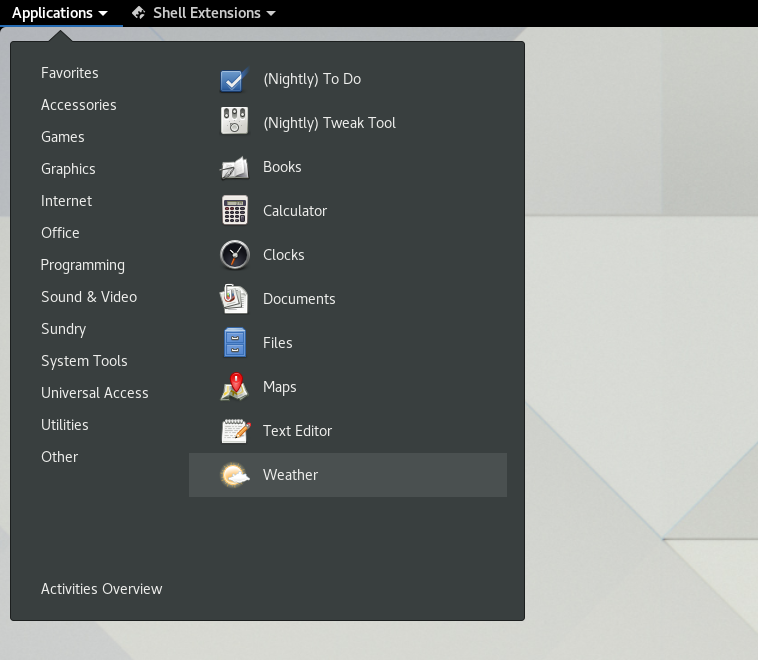 Applications
Shell Extensions
Favorites
Accessories
Games
Graphics
Internet
Office
Programming
Sound & Video
Sundry
System Tools
Universal Access
Utilities
Other
Activities Overview
(Nightly) To Do
(Nightly) Tweak Tool
Books
Calculator
Clocks
Documents
Files
Maps
Text Editor
Weather